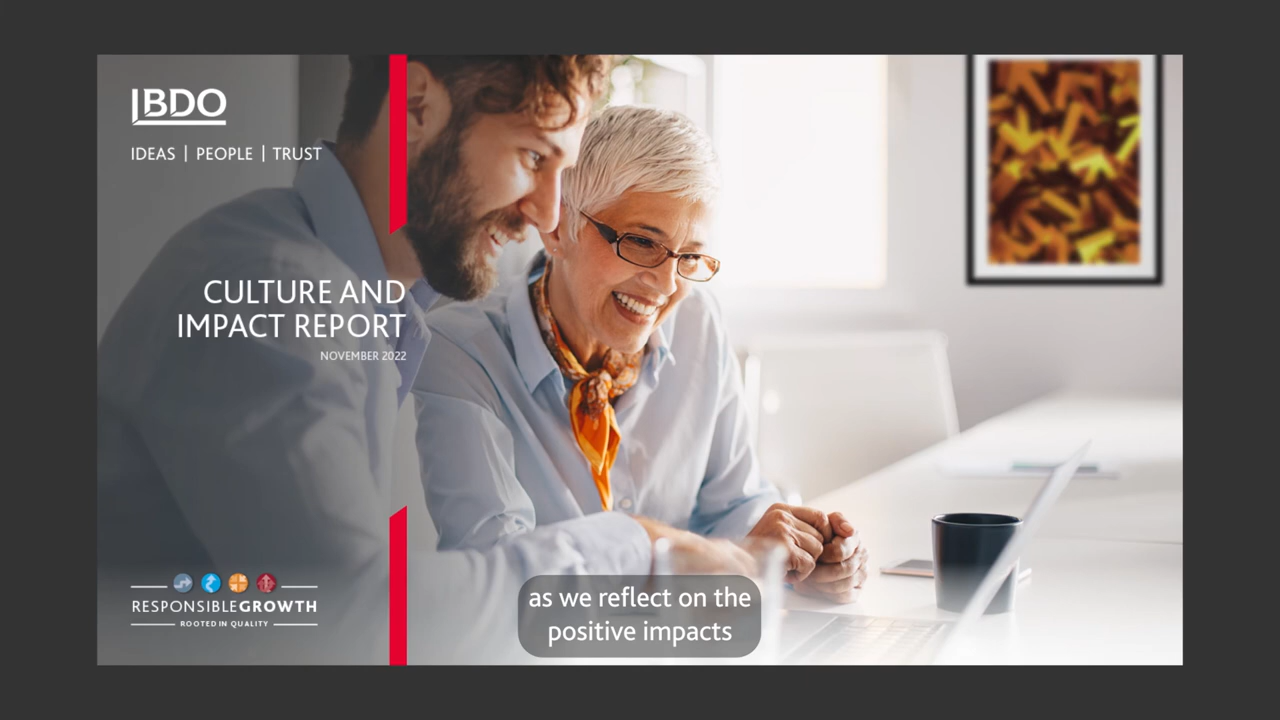 BDO
IDEAS | PEOPLE | TRUST
CULTURE AND
IMPACT REPORT
NOVEMBER 2022
RESPONSIBLEGROWTH
ROOTED IN QUALITY
as we reflect on the
positive impacts